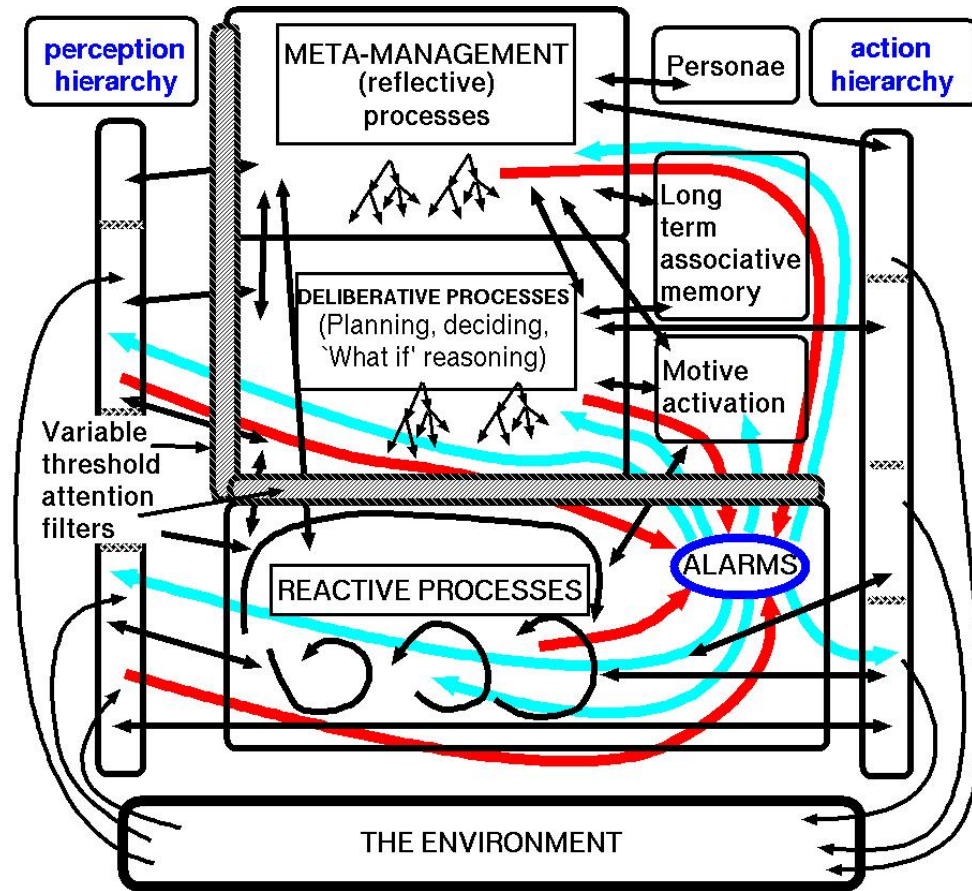 perception
hierarchy
META-MANAGEMENT
(reflective)
processes
Personae
action
hierarchy
Long
term
associative
memory
DELIBERATIVE PROCESSES
(Planning, deciding,
`What if' reasoning)
Motive
activation
Variable
threshold
attention
filters
ALARMS
REACTIVE PROCESSES
THE ENVIRONMENT